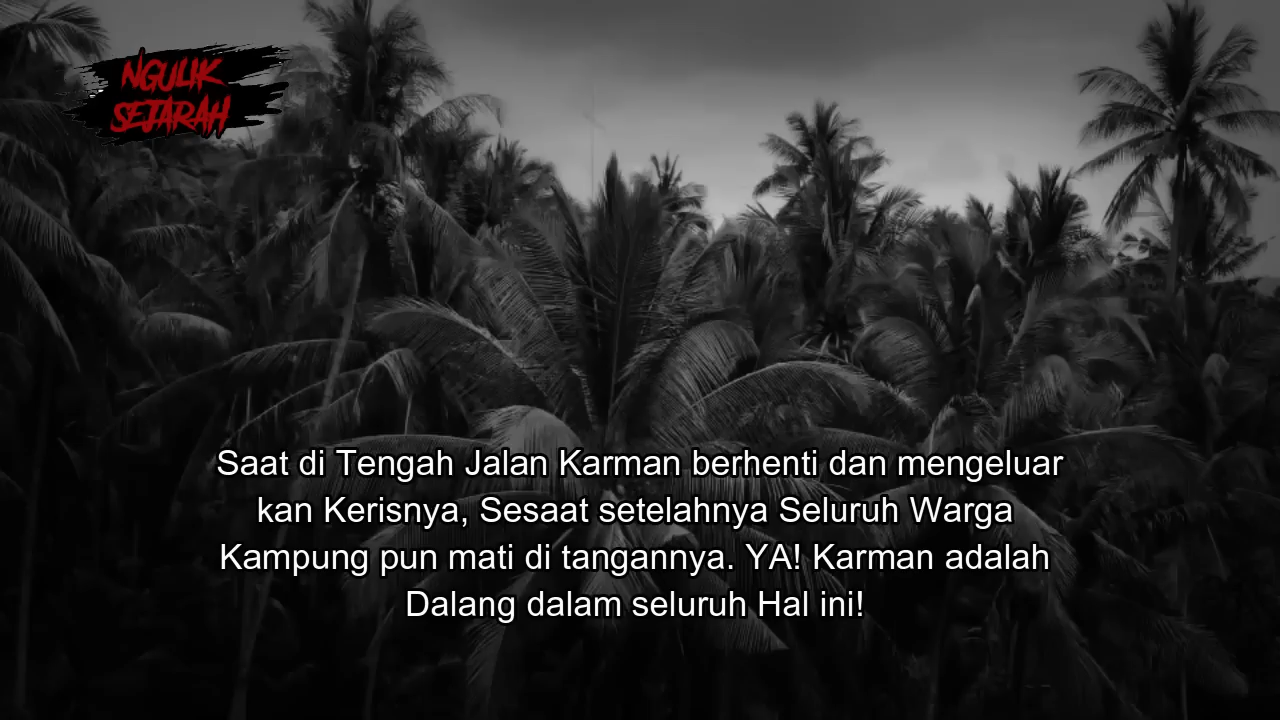 NGULIK
SEJARAH
Saat di Tengah Jalan Karman berhenti dan mengeluar
kan Kerisnya, Sesaat setelahnya Seluruh Warga
Kampung pun mati di tangannya. YA! Karman adalah
Dalang dalam seluruh Hal ini!